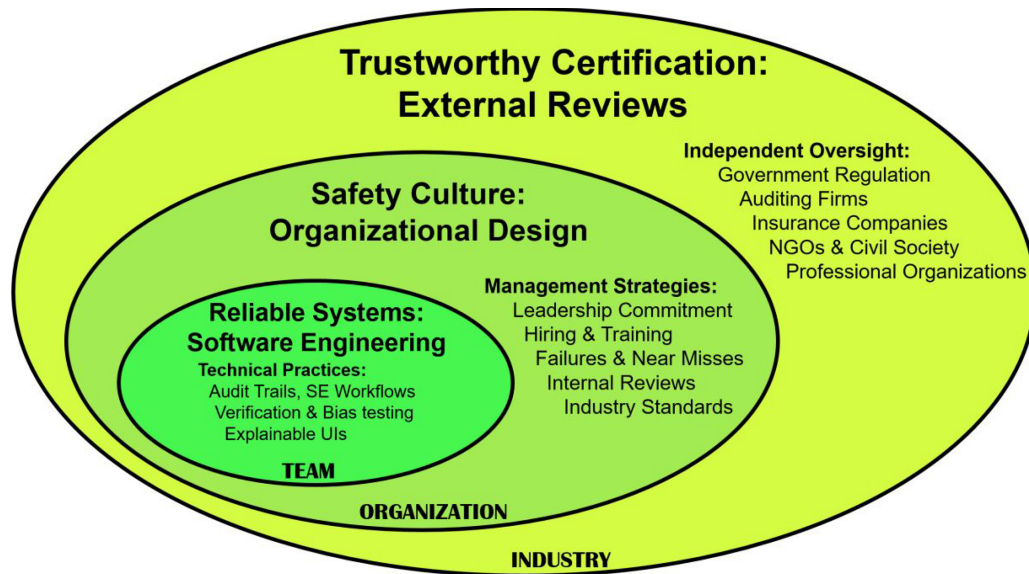 Trustworthy Certification:
External Reviews
Independent Oversight:
Government Regulation
Auditing Firms
Insurance Companies
NGOs & Civil Society
Professional Organizations
Safety Culture:
Organizational Design
Management Strategies:
Leadership Commitment
Hiring & Training
Failures & Near Misses
Internal Reviews
Industry Standards
Reliable Systems:
Software Engineering
Technical Practices:
Audit Trails, SE Workflows
Verification & Bias testing
Explainable UIs
TEAM
ORGANIZATION
INDUSTRY